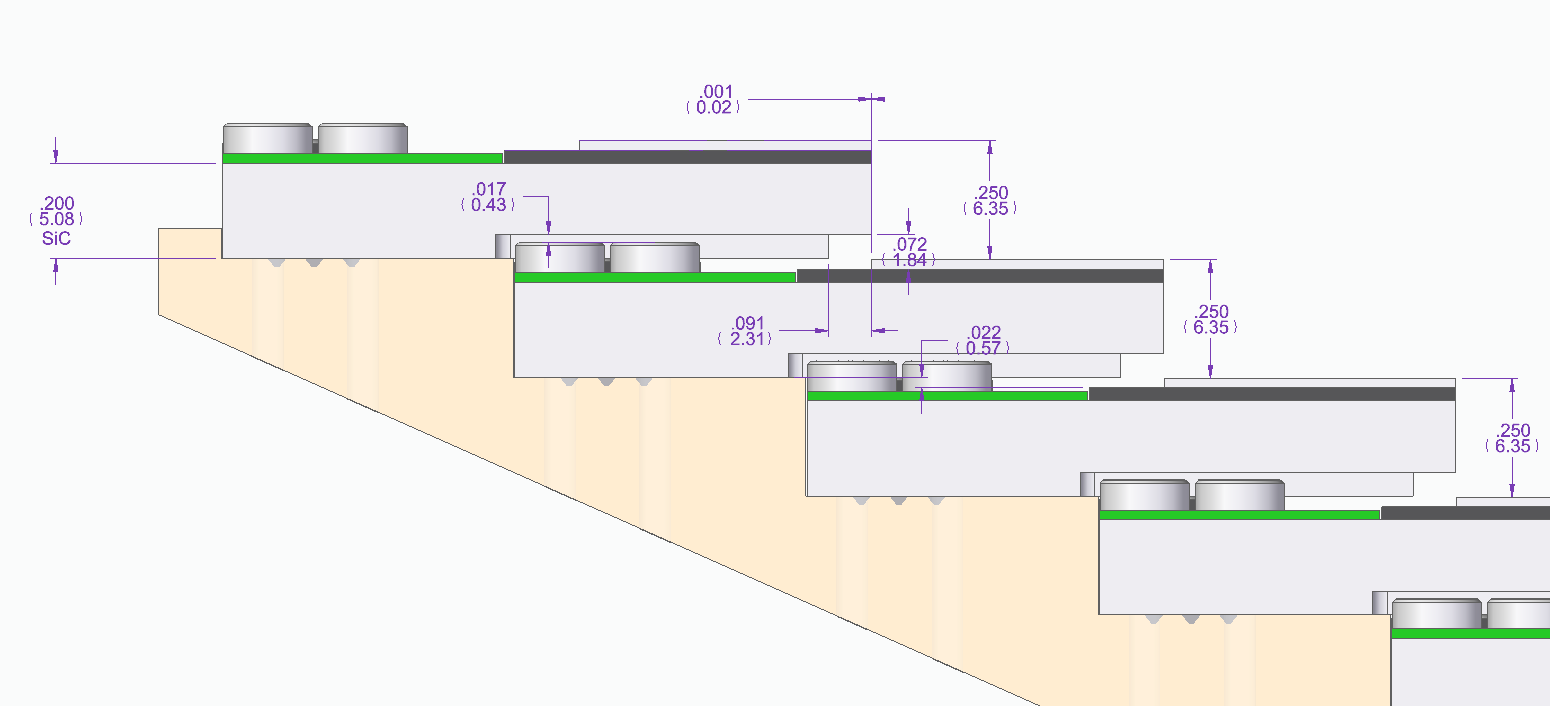 .001
( 0.02 )
.017
( 0.43 )
.200
( 5.08 )
SiC
.250
( 6.35 )
.072
( 1.84 )
.091
( 2.31 )
.022
( 0.57 )
.250
( 6.35 )
.250
( 6.35 )